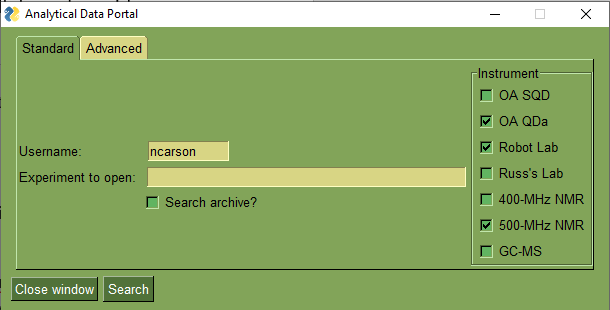 Analytical Data Portal
Standard
Advanced
Username:
ncarson
Experiment to open:
Search archive?
Instrument
OA SQD
OA QDa
Robot Lab
Russ's Lab
400-MHz NMR
500-MHz NMR
GC-MS
Close window
Search